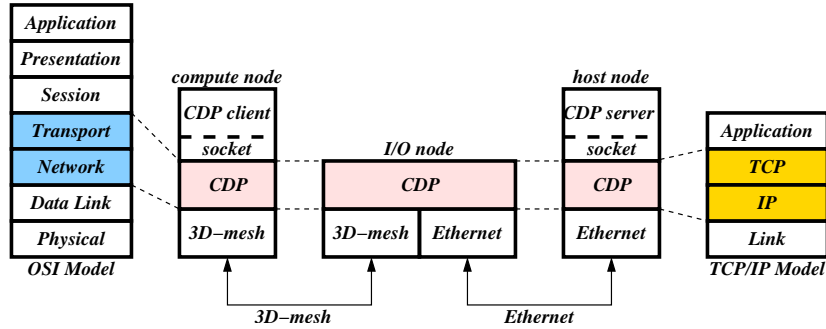 Application
Presentation
Session
Transport
Network
Data Link
Physical
OSI Model
compute node
CDP client
socket
CDP
3D-mesh
I/O node
CDP
3D-mesh
Ethernet
host node
CDP server
socket
CDP
Ethernet
Application
TCP
IP
Link
TCP/IP Model
3D-mesh
Ethernet